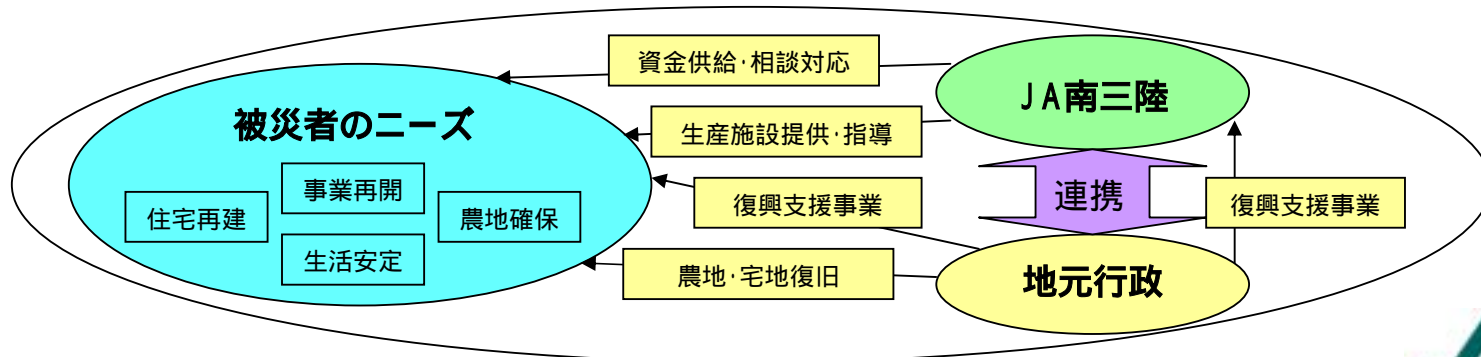 資金供給･相談対応
JA南三陸
被災者のニーズ
生産施設提供･指導
事業再開
住宅再建
農地確保
生活安定
復興支援事業
連携
復興支援事業
農地･宅地復旧
地元行政